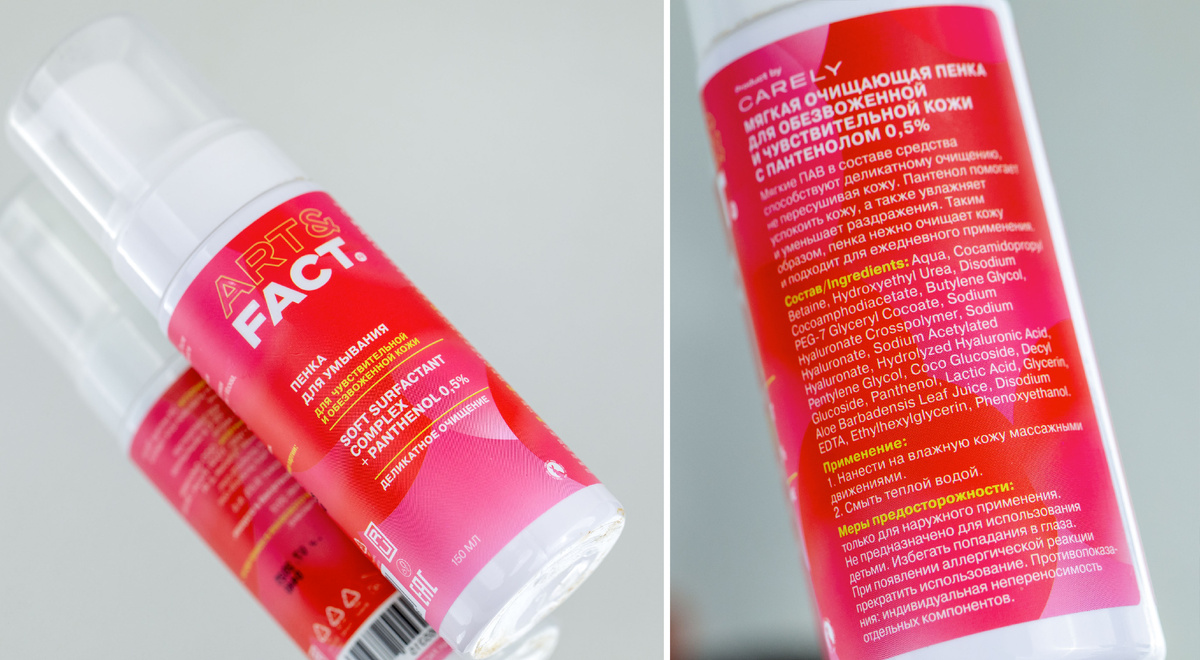 ART&
FACT.
ПЕНКА
ДЛЯ УМЫВАНИЯ
ДЛЯ ЧУВСТВИТЕЛЬНОЙ
И ОБЕЗВОЖЕННОЙ КОЖИ
SOFT SURFACTANT
COMPLEX
+ PANTHENOL 0,5%
ДЕЛИКАТНОЕ ОЧИЩЕНИЕ
150 МЛ
EAC
product by
CARELY
МЯГКАЯ ОЧИЩАЮЩАЯ ПЕНКА
ДЛЯ ОБЕЗВОЖЕННОЙ
И ЧУВСТВИТЕЛЬНОЙ КОЖИ
С ПАНТЕНОЛОМ 0,5%
Мягкие ПАВ в составе средства
способствуют деликатному очищению,
не пересушивая кожу. Пантенол помогает
успокоить кожу, а также увлажняет
и уменьшает раздражения. Таким
образом, пенка нежно очищает кожу
и подходит для ежедневного применения.
Состав/Ingredients: Aqua, Cocamidopropyl
Betaine, Hydroxyethyl Urea, Disodium
Cocoamphodiacetate, Butylene Glycol,
PEG-7 Glyceryl Cocoate, Sodium
Hyaluronate Crosspolymer, Sodium
Hyaluronate, Sodium Acetylated
Hyaluronate, Hydrolyzed Hyaluronic Acid,
Pentylene Glycol, Coco Glucoside, Decyl
Glucoside, Panthenol, Lactic Acid, Glycerin,
Aloe Barbadensis Leaf Juice, Disodium
EDTA, Ethylhexylglycerin, Phenoxyethanol.
Применение:
1. Нанести на влажную кожу массажными
движениями.
2. Смыть теплой водой.
Меры предосторожности:
только для наружного применения.
Не предназначено для использования
детьми. Избегать попадания в глаза.
При появлении аллергической реакции
прекратить использование. Противопоказа-
ния: индивидуальная непереносимость
отдельных компонентов.